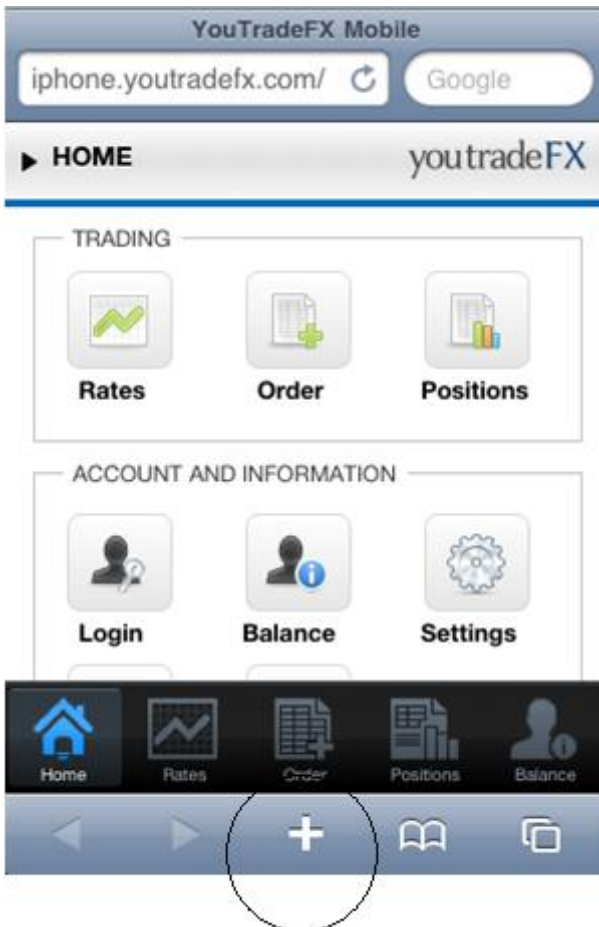 YouTradeFX Mobile
iphone.youtradefx.com/ Google
HOME youtradeFX
TRADING
Rates Order Positions
ACCOUNT AND INFORMATION
Login Balance Settings
Home Rates Order Positions Balance